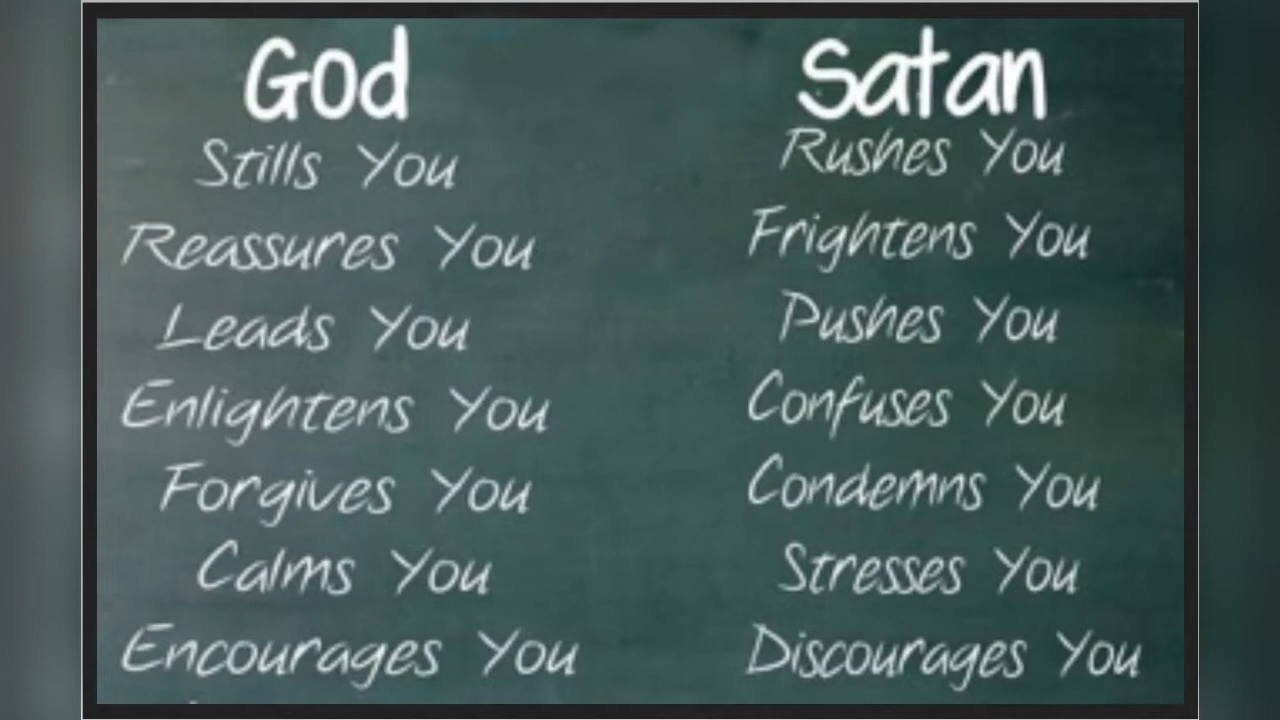 God
Stills You
Reassures You
Leads You
Enlightens You
Forgives You
Calms You
Encourages You
Satan
Rushes You
Frightens You
Pushes You
Confuses You
Condemns You
Stresses You
Discourages You